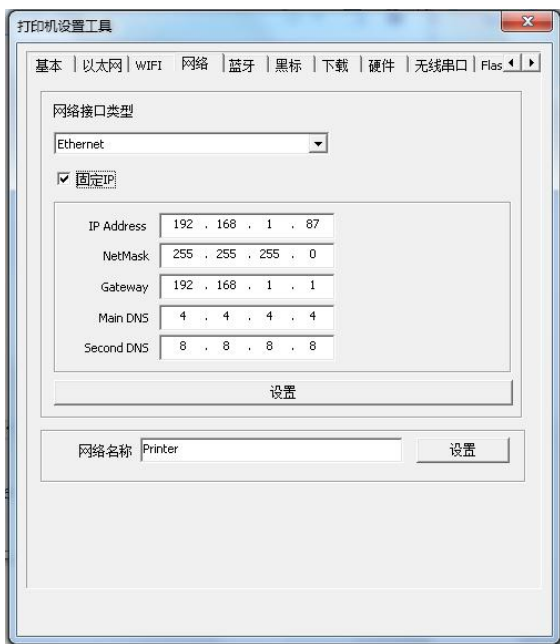 打印机设置工具
基本 以太网 WIFI 网络 蓝牙 黑标 下载 硬件 无线串口 Flas
网络接口类型
Ethernet
固定IP
IP Address 192 . 168 . 1 . 87
NetMask 255 . 255 . 255 . 0
Gateway 192 . 168 . 1 . 1
Main DNS 4 . 4 . 4 . 4
Second DNS 8 . 8 . 8 . 8
设置
网络名称 Printer 设置